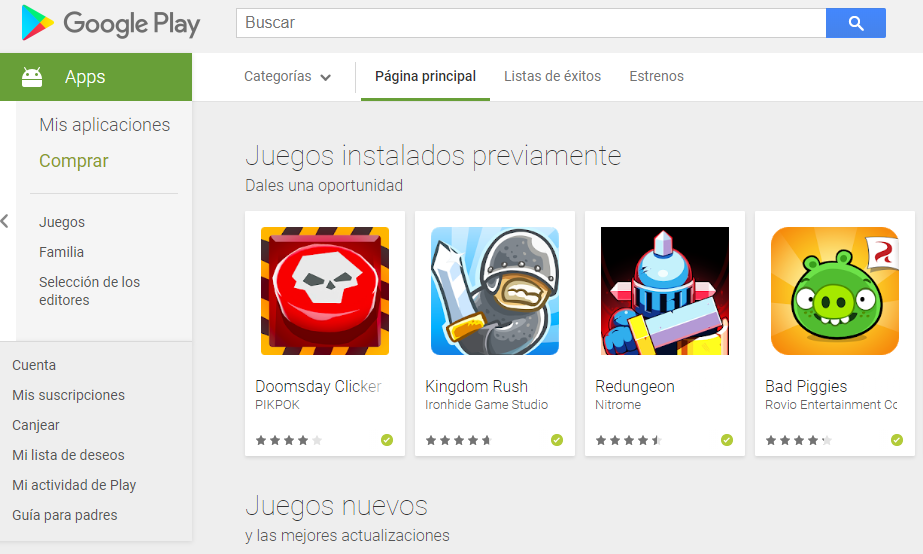 Google Play
Buscar
Apps
Categorías
Página principal
Listas de éxitos
Estrenos
Mis aplicaciones
Comprar
Juegos
Familia
Selección de los
editores
Cuenta
Mis suscripciones
Canjear
Mi lista de deseos
Mi actividad de Play
Guía para padres
Juegos instalados previamente
Dales una oportunidad
Doomsday Clicker
PIKPOK
Kingdom Rush
Ironhide Game Studio
Redungeon
Nitrome
Bad Piggies
Rovio Entertainment Co
Juegos nuevos
y las mejores actualizaciones